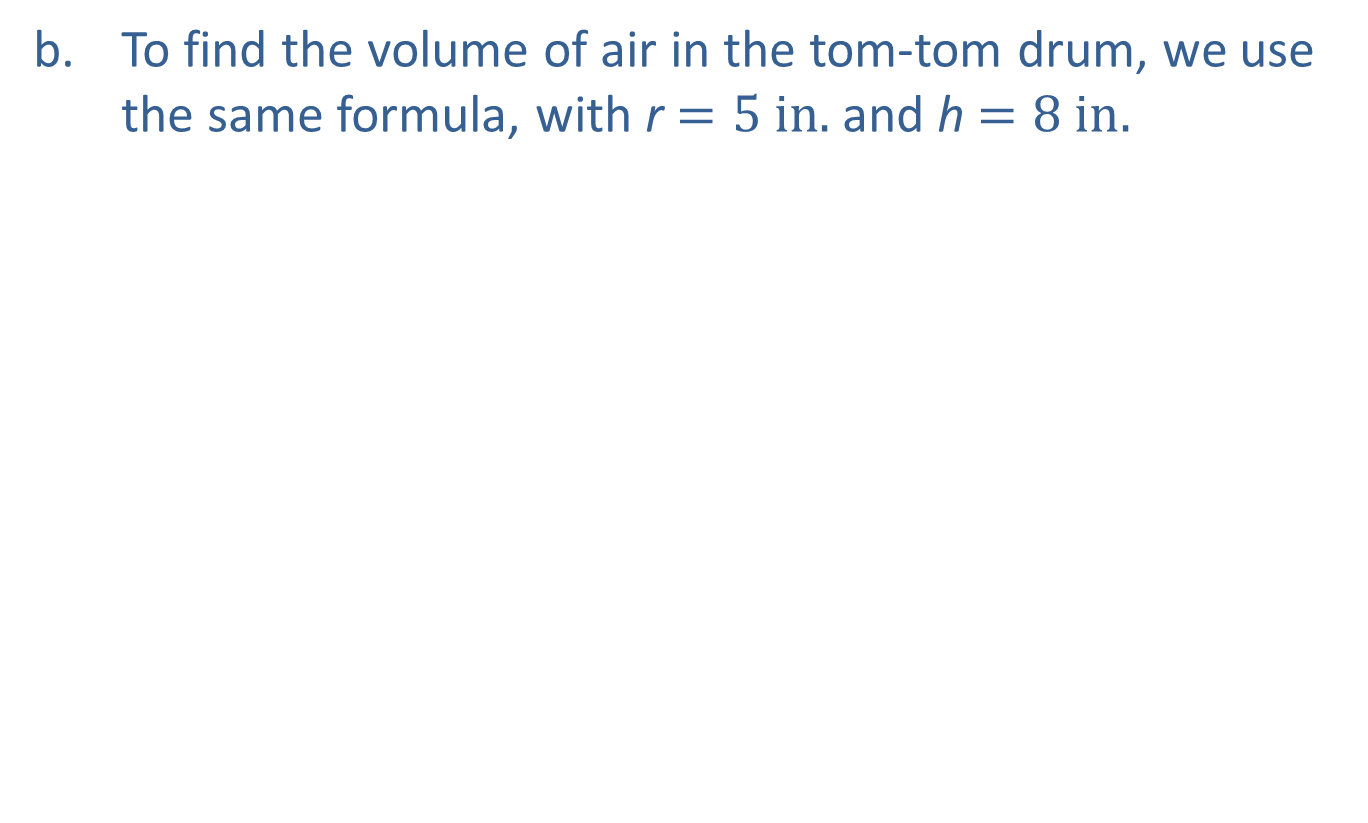 b. To find the volume of air in the tom-tom drum, we use
the same formula, with r = 5 in. and h = 8 in.